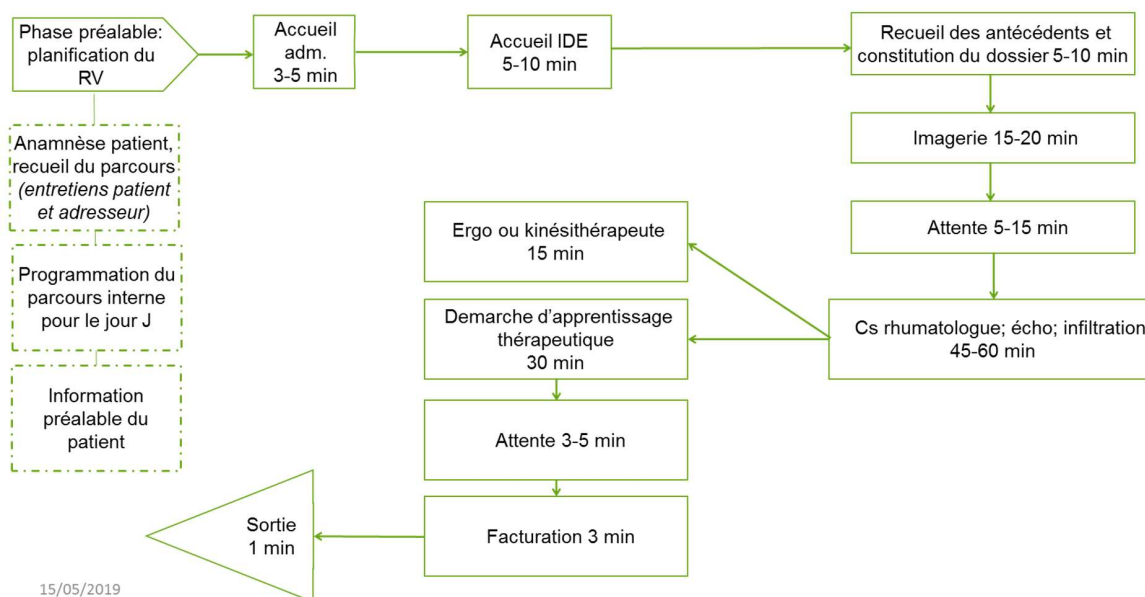 Phase préalable:
planification du
RV
Accueil
adm.
3-5 min
Accueil IDE
5-10 min
Recueil des antécédents et
constitution du dossier 5-10 min
Anamnèse patient,
recueil du parcours
(entretiens patient
et adresseur)
Imagerie 15-20 min
Attente 5-15 min
Ergo ou kinésithérapeute
15 min
Programmation du
parcours interne
pour le jour J
Demarche d'apprentissage
thérapeutique
30 min
Cs rhumatologue; écho; infiltration
45-60 min
Information
préalable du
patient
Attente 3-5 min
Facturation 3 min
Sortie
1 min
15/05/2019